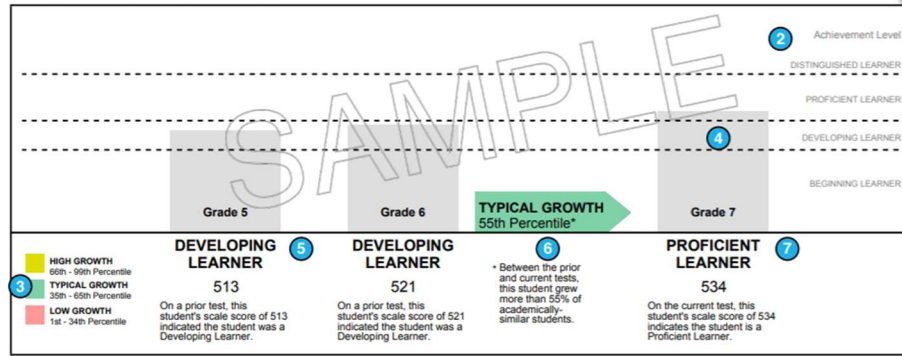 SAMPLE
2
Achievement Level
DISTINGUISHED LEARNER
PROFICIENT LEARNER
4
DEVELOPING LEARNER
BEGINNING LEARNER
Grade 5
Grade 6
TYPICAL GROWTH
55th Percentile*
Grade 7
3
HIGH GROWTH
66th - 99th Percentile
TYPICAL GROWTH
35th - 65th Percentile
LOW GROWTH
1st - 34th Percentile
DEVELOPING
LEARNER
5
513
On a prior test, this
student's scale score of 513
indicated the student was a
Developing Learner.
DEVELOPING
LEARNER
521
On a prior test, this
student's scale score of 521
indicated the student was a
Developing Learner.
6
* Between the prior
and current tests,
this student grew
more than 55% of
academically-
similar students.
PROFICIENT
LEARNER
7
534
On the current test, this
student's scale score of 534
indicates the student is a
Proficient Learner.